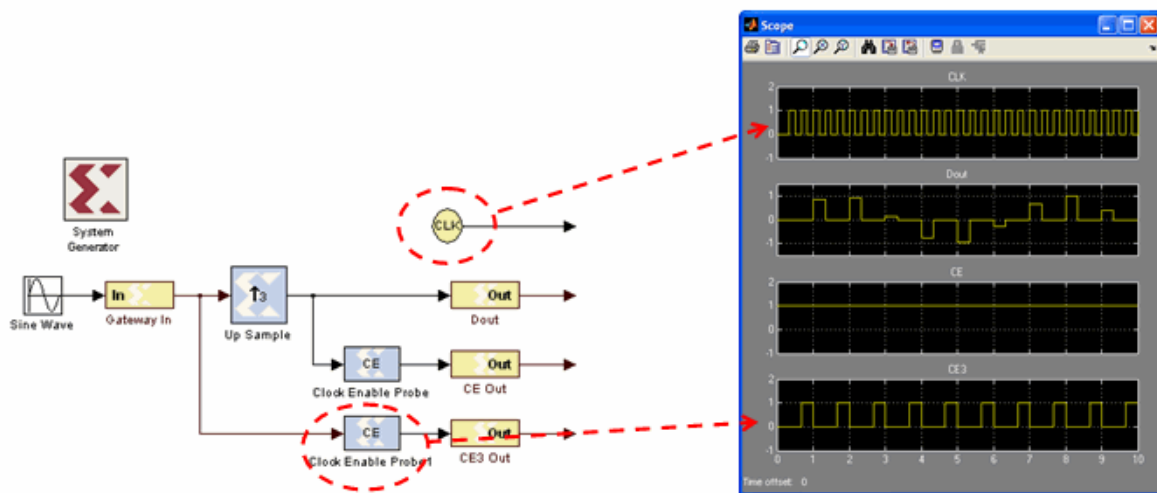 System
Generator
Sine Wave
In
Gateway In
↑3
Up Sample
CLK
Out
Dout
CE
Clock Enable Probe
Out
CE Out
CE
Clock Enable Probe1
Out
CE3 Out
Scope
CLK
2
1
0
-1
Dout
1
0
-1
CE
2
1
0
-1
CE3
2
1
0
-1
0 1 2 3 4 5 6 7 8 9 10
Time offset: 0